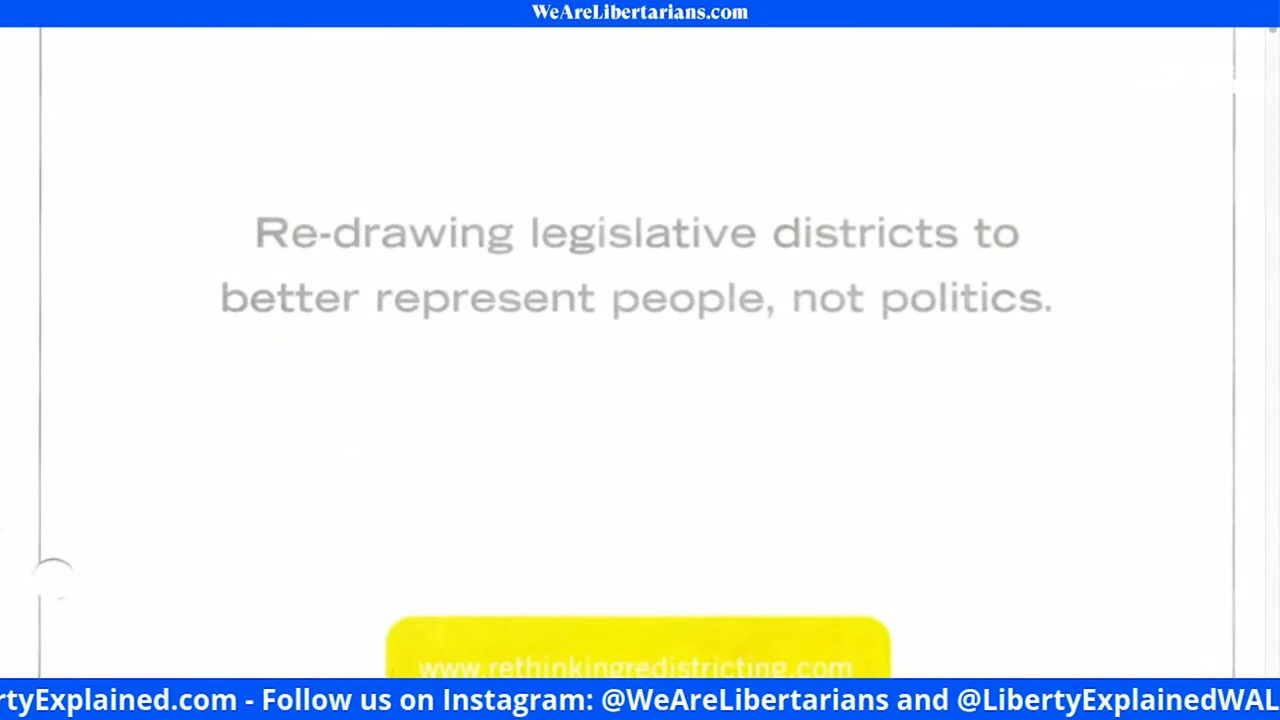 WeAreLibertarians.com
Re-drawing legislative districts to
better represent people, not politics.
www.rethinkingredistricting.com
rtyExplained.com - Follow us on Instagram: @WeAreLibertarians and @LibertyExplainedWAL